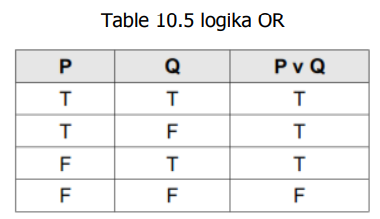 Table 10.5 logika OR
P Q P v Q
T T T
T F T
F T T
F F F